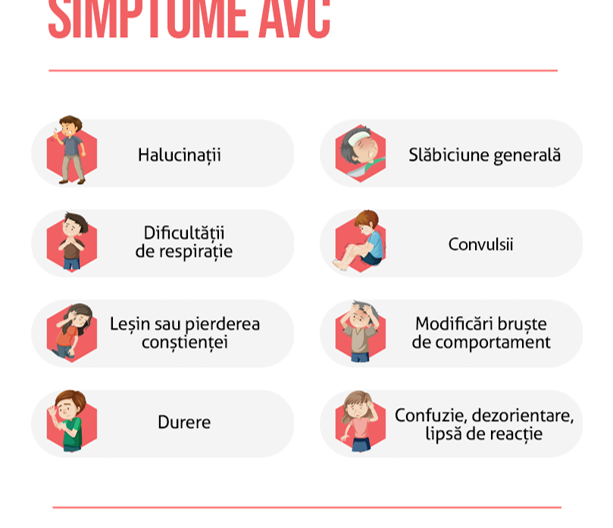 SIMPTOME AVC
Halucinații
Slăbiciune generală
Dificultății
de respirație
Convulsii
Leșin sau pierderea
conștienței
Modificări bruște
de comportament
Durere
Confuzie, dezorientare,
lipsă de reacție